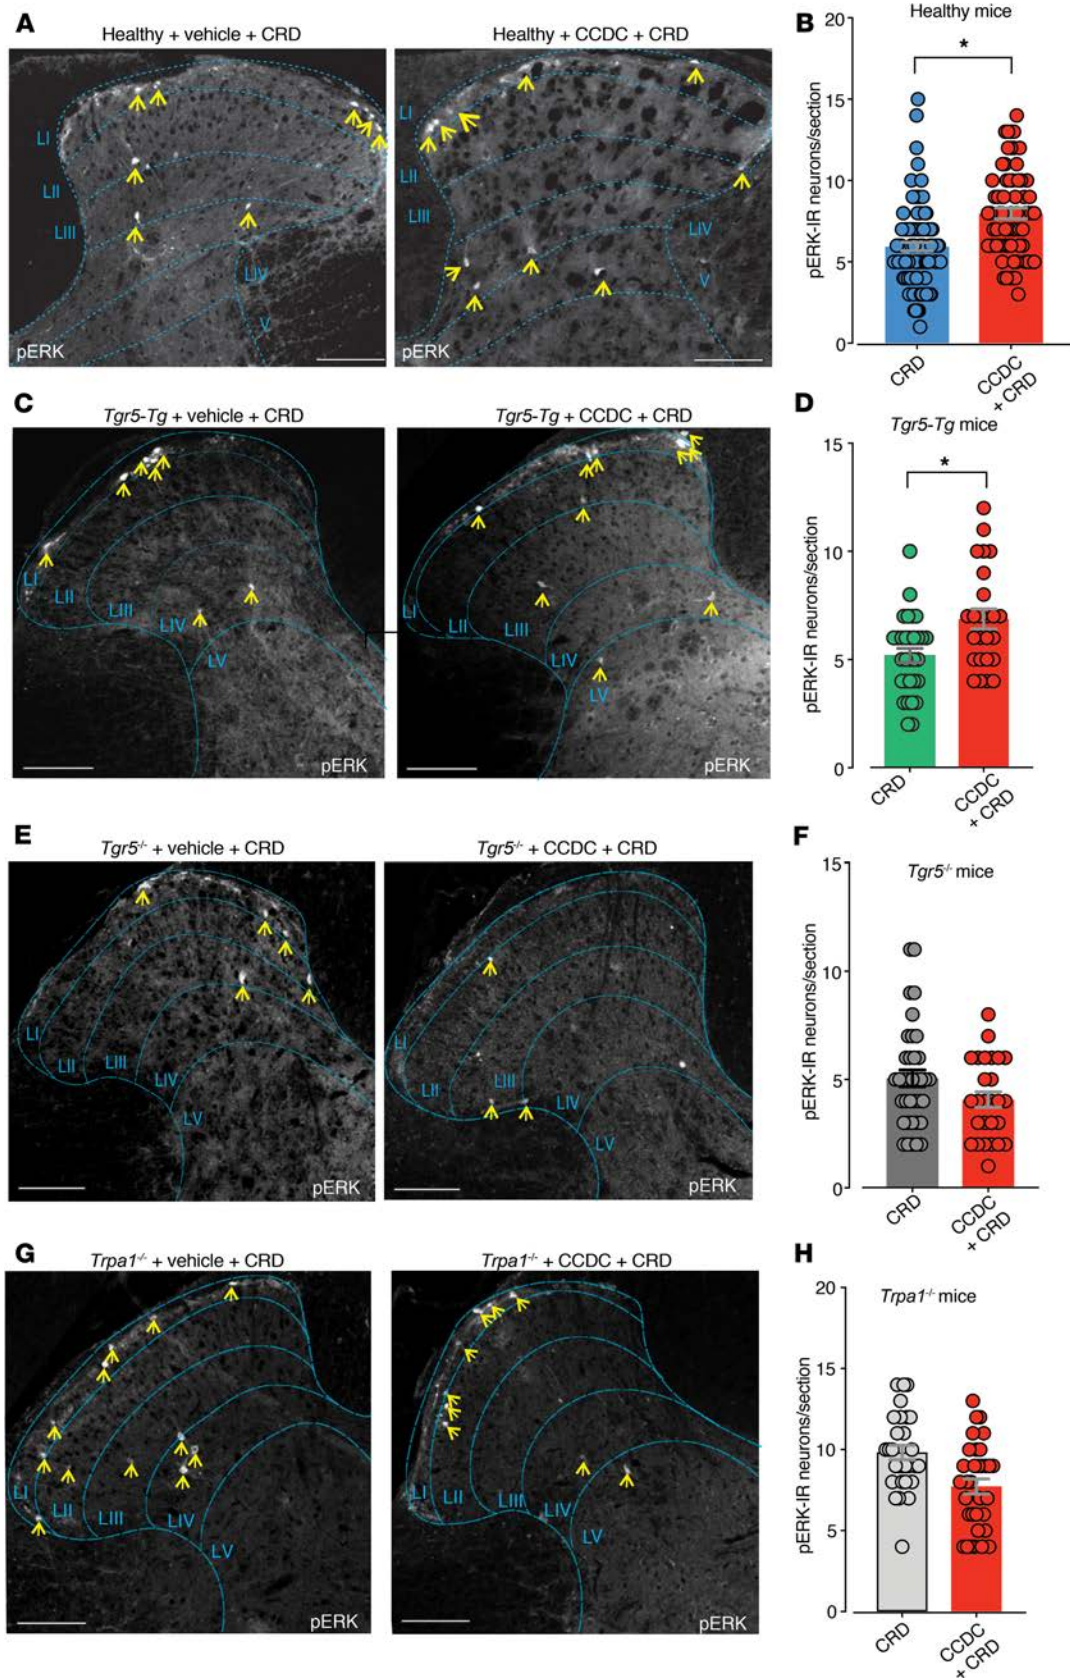 A
Healthy + vehicle + CRD
Healthy + CCDC + CRD
LI
LII
LIII
LIV
V
pERK
LI
LII
LIII
LIV
V
pERK
B
Healthy mice
*
pERK-IR neurons/section
20
15
10
5
0
CRD
CCDC
+ CRD
C
Tgr5-Tg + vehicle + CRD
Tgr5-Tg + CCDC + CRD
LI
LII
LIII
LIV
LV
pERK
LI
LII
LIII
LIV
LV
pERK
D
Tgr5-Tg mice
*
pERK-IR neurons/section
15
10
5
0
CRD
CCDC
+ CRD
E
Tgr5-/- + vehicle + CRD
Tgr5-/- + CCDC + CRD
LI
LII
LIII
LIV
LV
pERK
LI
LII
LIII
LIV
LV
pERK
F
Tgr5-/- mice
pERK-IR neurons/section
15
10
5
0
CRD
CCDC
+ CRD
G
Trpa1-/- + vehicle + CRD
Trpa1-/- + CCDC + CRD
LI
LII
LIII
LIV
LV
pERK
LI
LII
LIII
LIV
LV
pERK
H
Trpa1-/- mice
pERK-IR neurons/section
20
15
10
5
0
CRD
CCDC
+ CRD